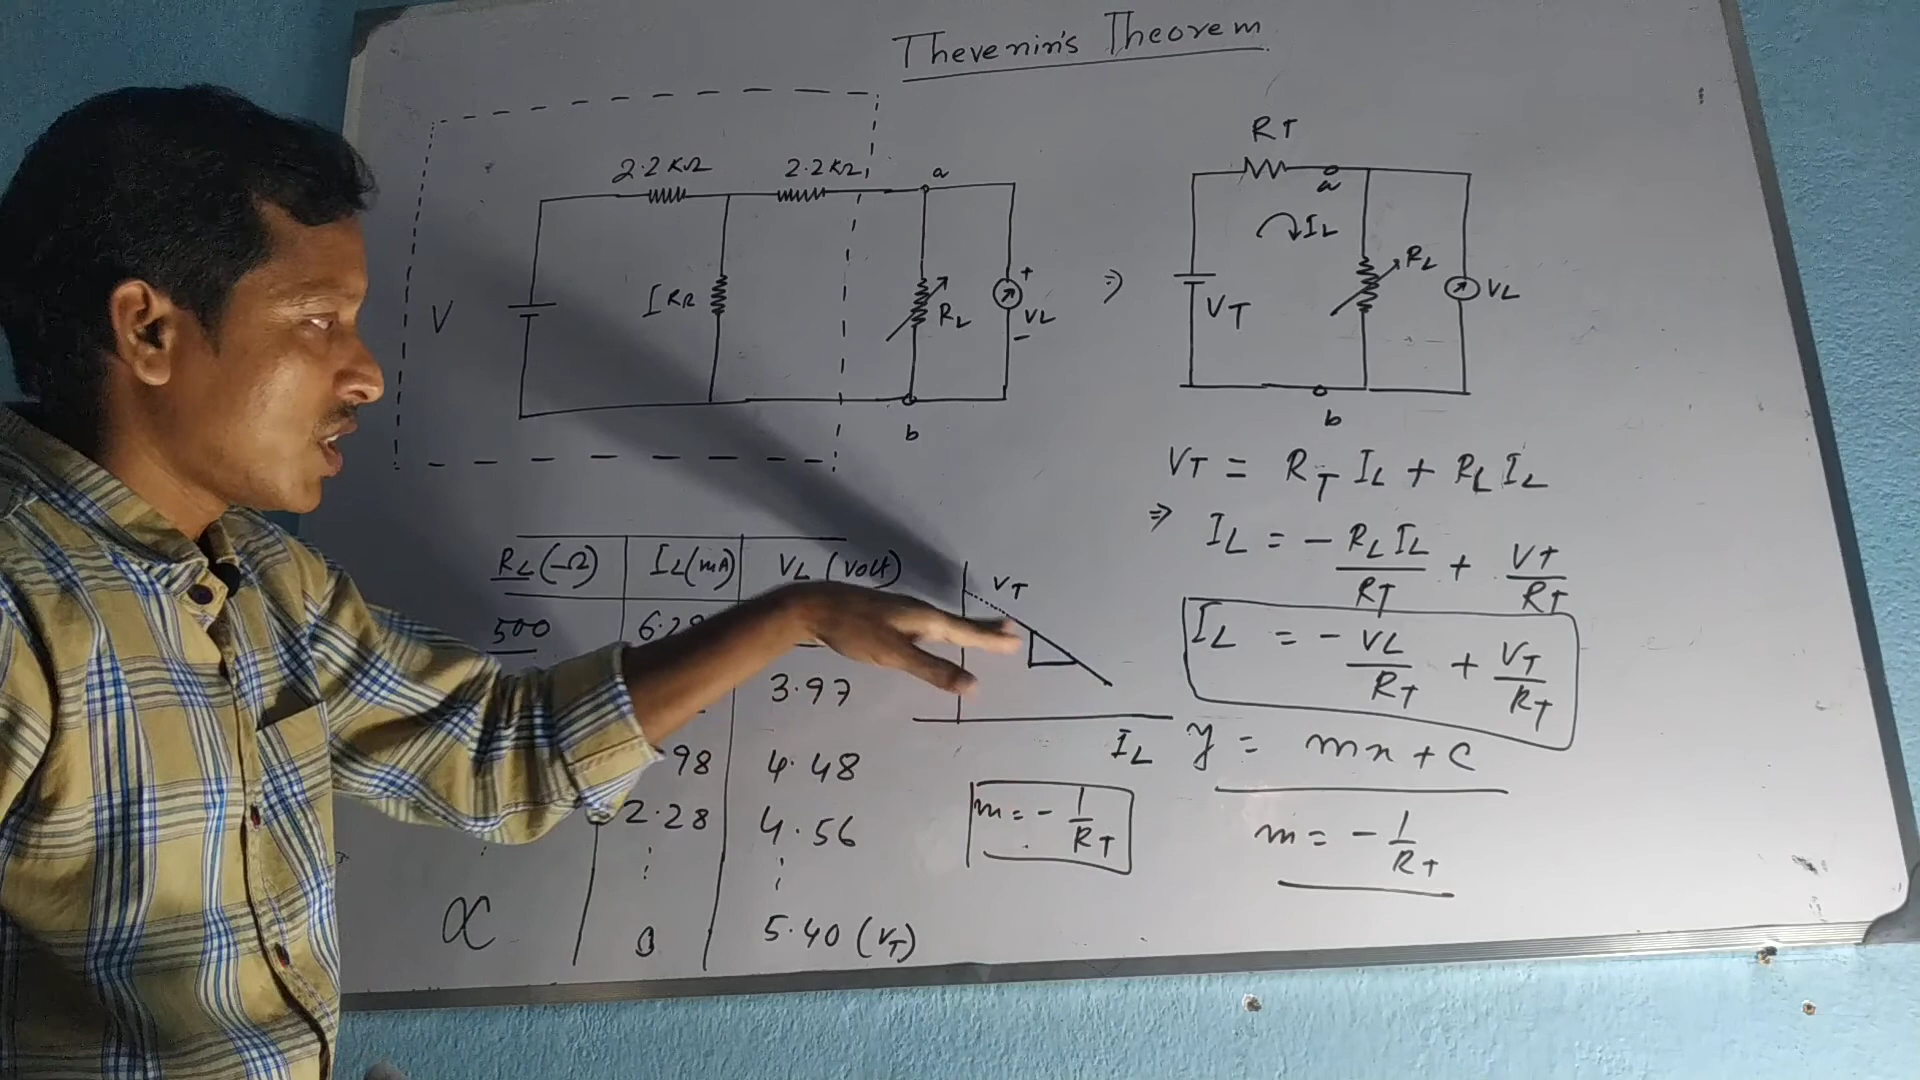 Thevenin's Theorem
2.2 KΩ
2.2 KΩ
a
V
1 KΩ
RL
+
VL
−
b
⇒
RT
a
IL
VT
RL
VL
b
VT = RT IL + RL IL
⇒ IL = - RL IL / RT + VT / RT
IL = - VL / RT + VT / RT
y = mx + c
m = - 1 / RT
RL (Ω) IL (mA) VL (volt)
500
3.97
98 4.48
2.28 4.56
∝ 0 5.40 (VT)
VT
IL
m = - 1 / RT